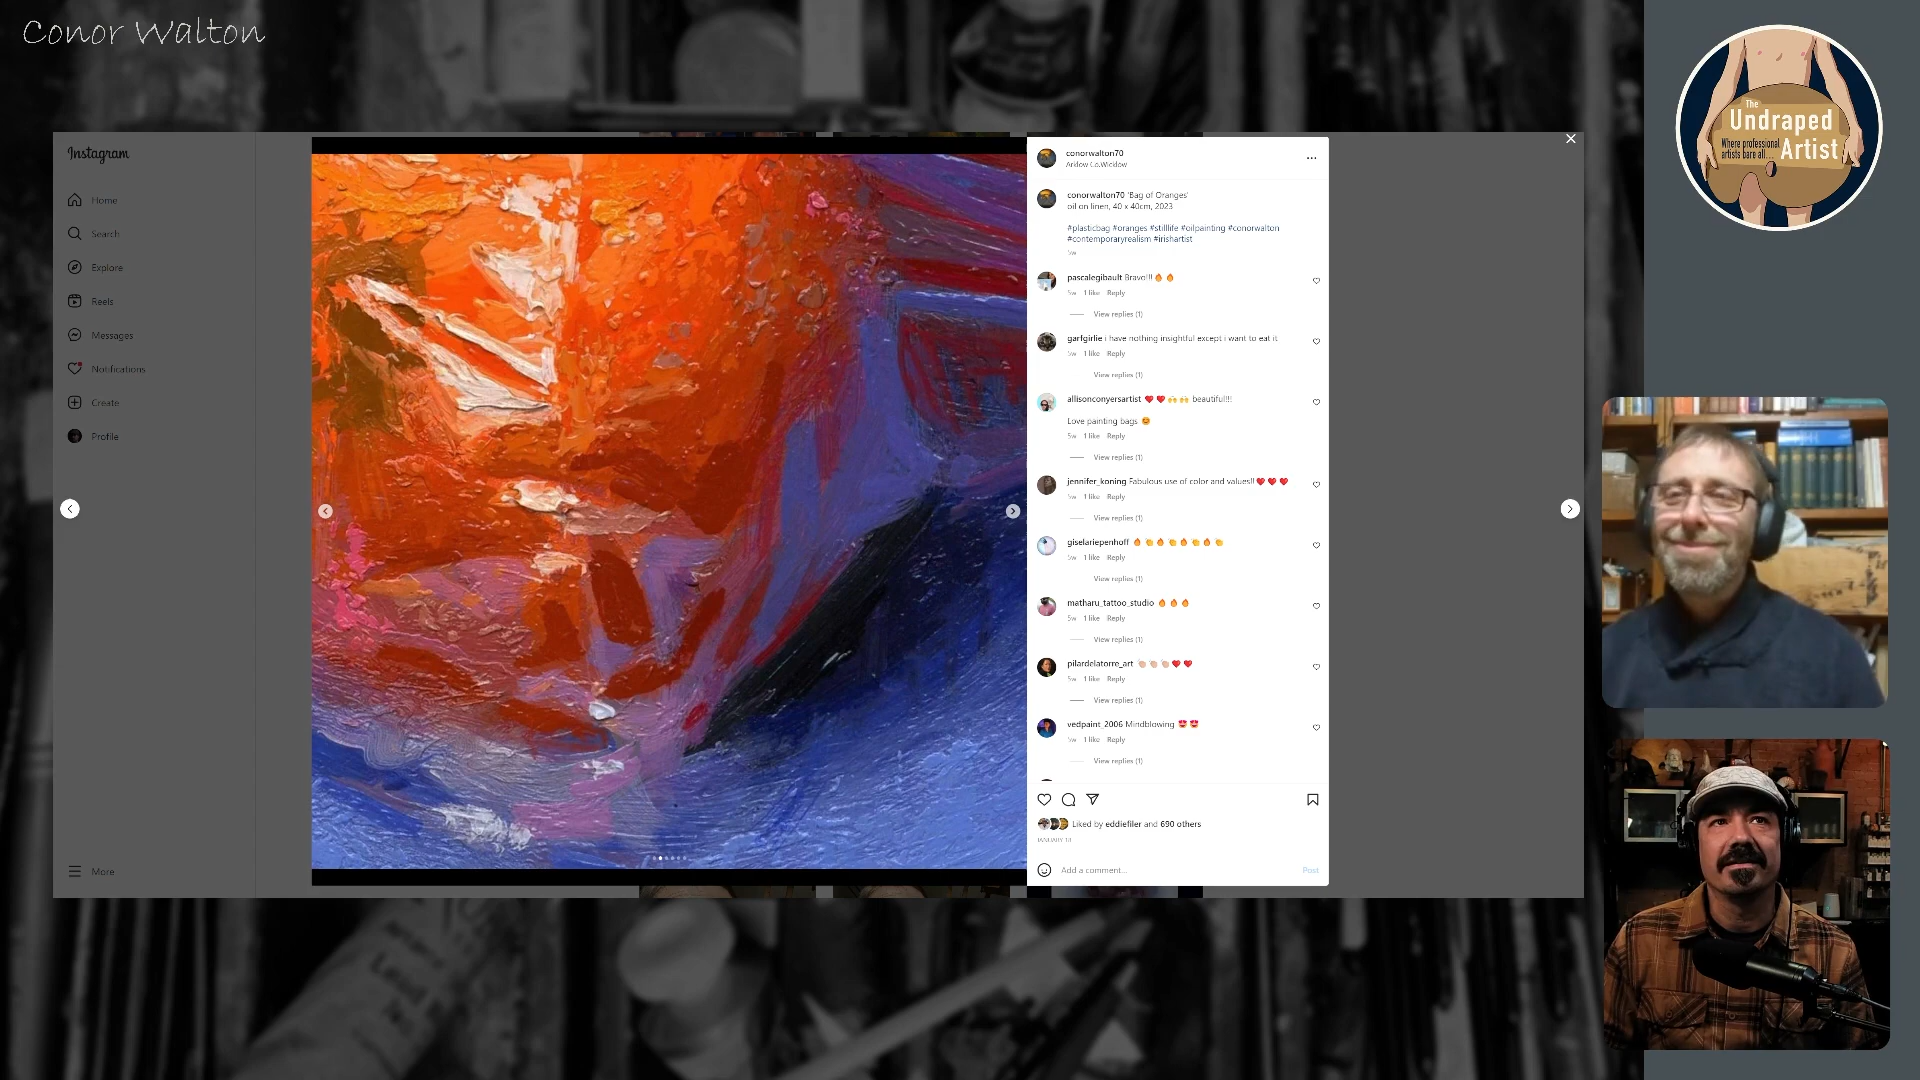 Conor Walton
The
Undraped
Where professional
artists bare all...
Artist
Instagram
Home
Search
Explore
Reels
Messages
Notifications
Create
Profile
More
conorwalton70
Arklow Co.Wicklow
conorwalton70 'Bag of Oranges'
oil on linen, 40 x 40cm, 2023
#plasticbag #oranges #stilllife #oilpainting #conorwalton
#contemporaryrealism #irishartist
5w
pascalegibault Bravo!!!🔥🔥
5w 1 like Reply
View replies (1)
garfgirlie i have nothing insightful except i want to eat it
5w 1 like Reply
View replies (1)
allisonconyersartist ❤️❤️🙌🙌 beautiful!!!
Love painting bags 😊
5w 1 like Reply
View replies (1)
jennifer_koning Fabulous use of color and values!!❤️❤️❤️
5w 1 like Reply
View replies (1)
giselariepenhoff 🔥👏🔥👏🔥👏🔥👏
5w 1 like Reply
View replies (1)
matharu_tattoo_studio 🔥🔥🔥
5w 1 like Reply
View replies (1)
pilardelatorre_art 👏🏻👏🏻👏🏻❤️❤️
5w 1 like Reply
View replies (1)
vedpaint_2006 Mindblowing 😍😍
5w 1 like Reply
View replies (1)
Liked by eddiefiler and 690 others
Add a comment...
Post